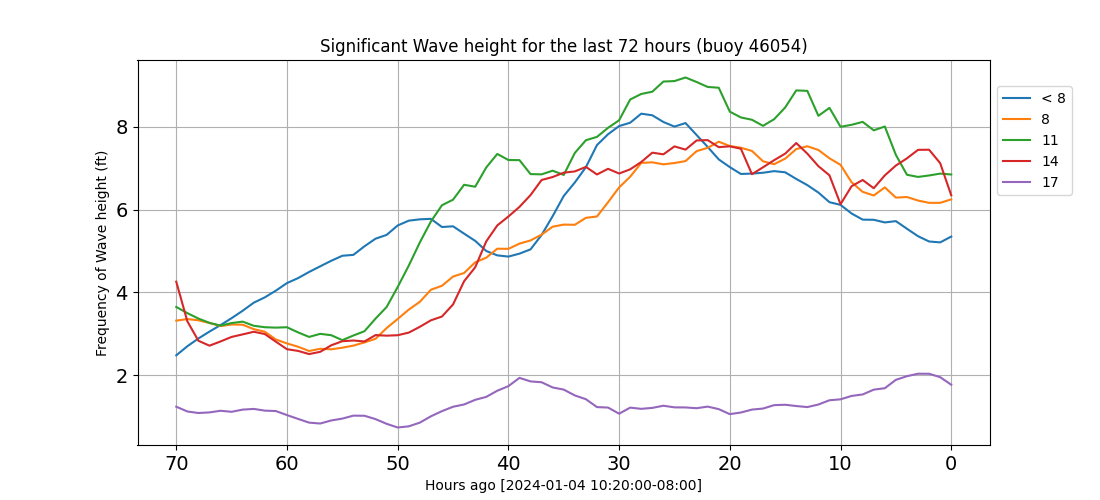 Significant Wave height for the last 72 hours (buoy 46054)
Frequency of Wave height (ft)
8
6
4
2
70 60 50 40 30 20 10 0
Hours ago [2024-01-04 10:20:00-08:00]
< 8
8
11
14
17